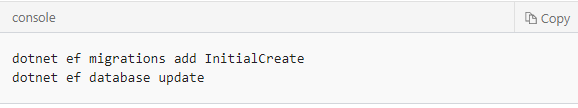 console
Copy
dotnet ef migrations add InitialCreate
dotnet ef database update